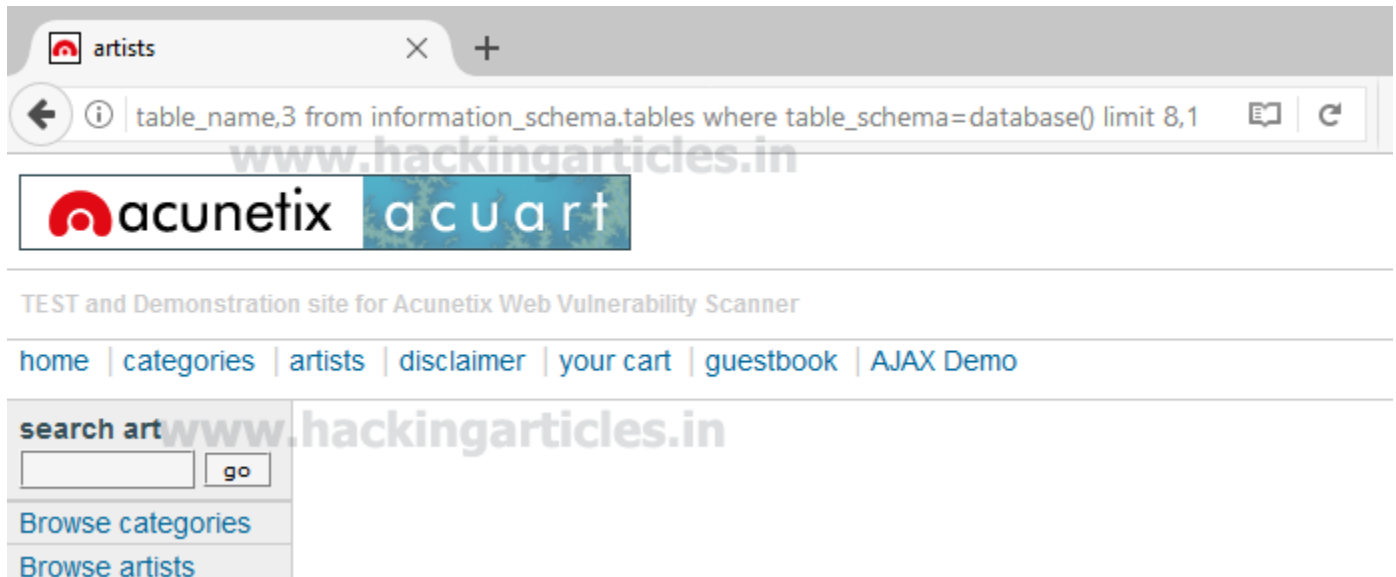 artists
table_name,3 from information_schema.tables where table_schema=database() limit 8,1
www.hackingarticles.in
acunetix acuart
TEST and Demonstration site for Acunetix Web Vulnerability Scanner
home | categories | artists | disclaimer | your cart | guestbook | AJAX Demo
search art
www.hackingarticles.in
go
Browse categories
Browse artists